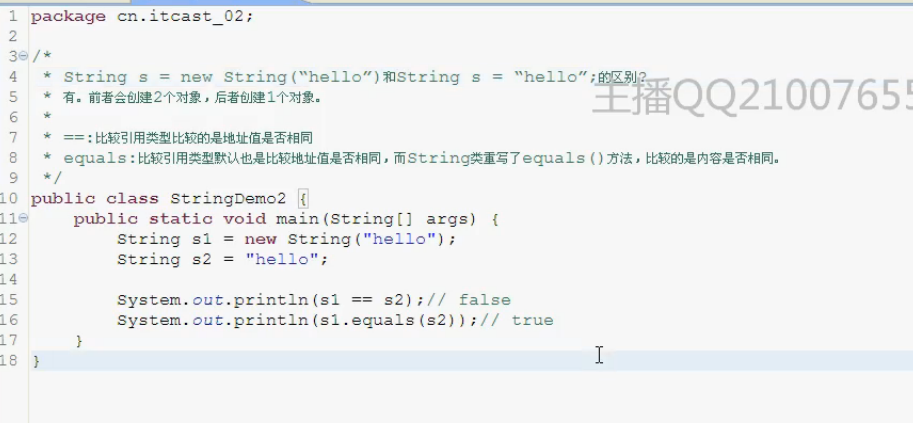 1 package cn.itcast_02;
2
3 /*
4 * String s = new String(“hello”)和String s = “hello”;的区别?
5 * 有。前者会创建2个对象，后者创建1个对象。
6 *
7 * ==:比较引用类型比较的是地址值是否相同
8 * equals:比较引用类型默认也是比较地址值是否相同，而String类重写了equals()方法，比较的是内容是否相同。
9 */
10 public class StringDemo2 {
11 public static void main(String[] args) {
12 String s1 = new String("hello");
13 String s2 = "hello";
14
15 System.out.println(s1 == s2);// false
16 System.out.println(s1.equals(s2));// true
17 }
18 }
主播QQ21007655